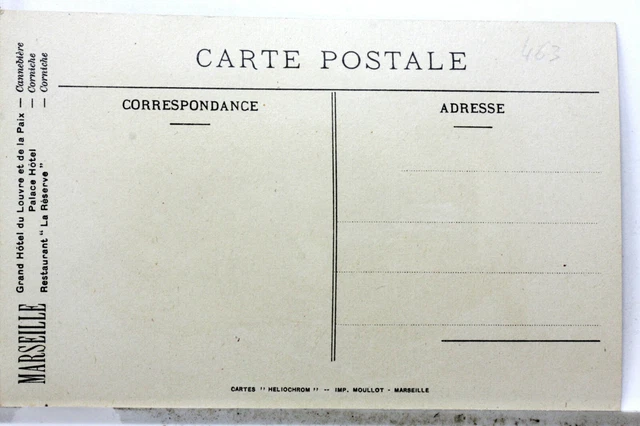 CARTE POSTALE
463
CORRESPONDANCE
ADRESSE
MARSEILLE
Grand Hôtel du Louvre et de la Paix — Cannebière
Palace Hôtel — Corniche
Restaurant "La Réserve" — Corniche
CARTES "HELIOCHROM" -- IMP. MOULLOT - MARSEILLE